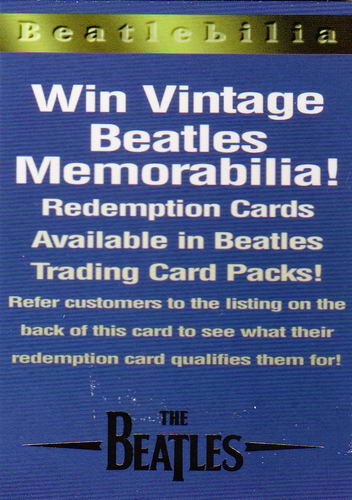 Beatlebilia
Win Vintage
Beatles
Memorabilia!
Redemption Cards
Available in Beatles
Trading Card Packs!
Refer customers to the listing on the
back of this card to see what their
redemption card qualifies them for!
THE
BEATLES